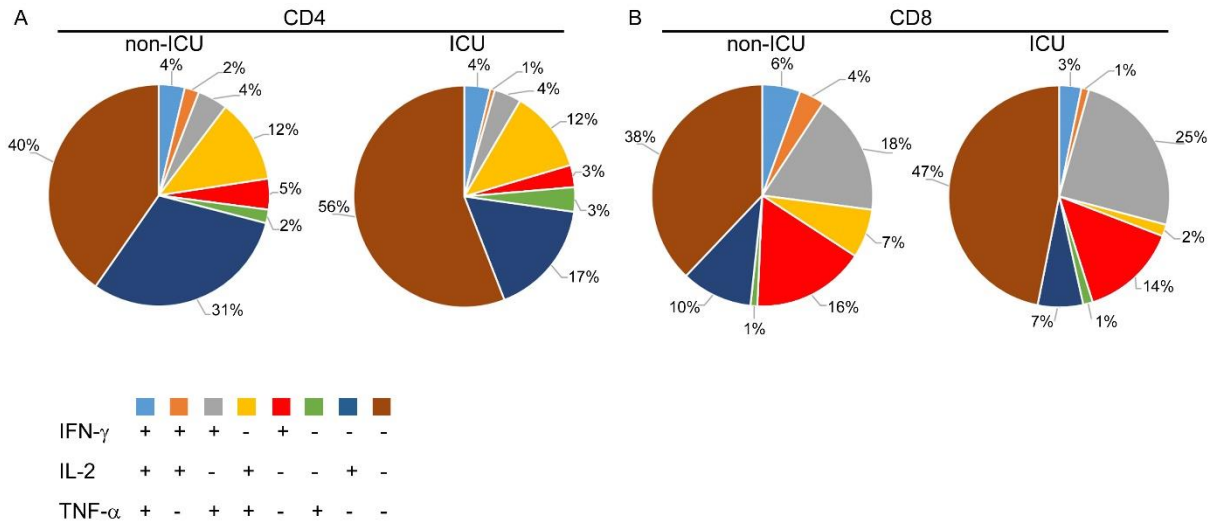 A CD4 B CD8
non-ICU ICU non-ICU ICU
4% 2% 4% 12% 5% 2% 31% 40%
4% 1% 4% 12% 3% 3% 17% 56%
6% 4% 18% 7% 16% 1% 10% 38%
3% 1% 25% 2% 14% 1% 7% 47%
IFN-γ + + + - + - - -
IL-2 + + - + - - + -
TNF-α + - + + - + - -